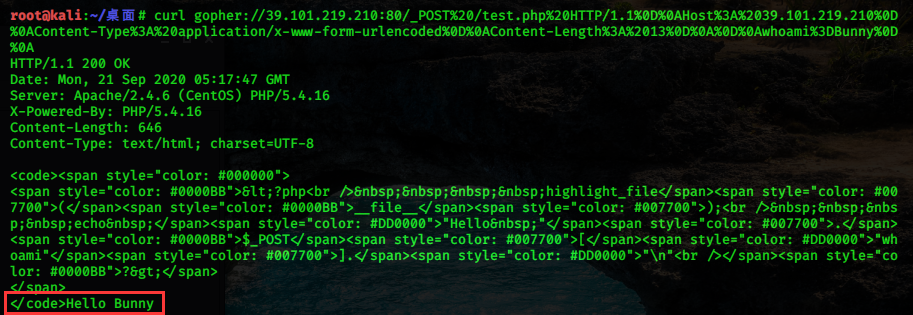 root@kali:~/桌面# curl gopher://39.101.219.210:80/_POST%20/test.php%20HTTP/1.1%0D%0AHost%3A%2039.101.219.210%0D
%0AContent-Type%3A%20application/x-www-form-urlencoded%0D%0AContent-Length%3A%2013%0D%0A%0D%0Awhoami%3DBunny%0D
%0A
HTTP/1.1 200 OK
Date: Mon, 21 Sep 2020 05:17:47 GMT
Server: Apache/2.4.6 (CentOS) PHP/5.4.16
X-Powered-By: PHP/5.4.16
Content-Length: 646
Content-Type: text/html; charset=UTF-8
<code><span style="color: #000000">
<span style="color: #0000BB">&lt;?php<br />&nbsp;&nbsp;&nbsp;&nbsp;highlight_file</span><span style="color: #00
7700">(</span><span style="color: #0000BB">__file__</span><span style="color: #007700">);<br />&nbsp;&nbsp;&nbs
p;&nbsp;echo&nbsp;</span><span style="color: #DD0000">"Hello&nbsp;"</span><span style="color: #007700">.</span>
<span style="color: #0000BB">$_POST</span><span style="color: #007700">[</span><span style="color: #DD0000">"wh
oami"</span><span style="color: #007700">].</span><span style="color: #DD0000">"\n"<br /></span><span style="co
lor: #0000BB">?&gt;</span>
</span>
</code>Hello Bunny